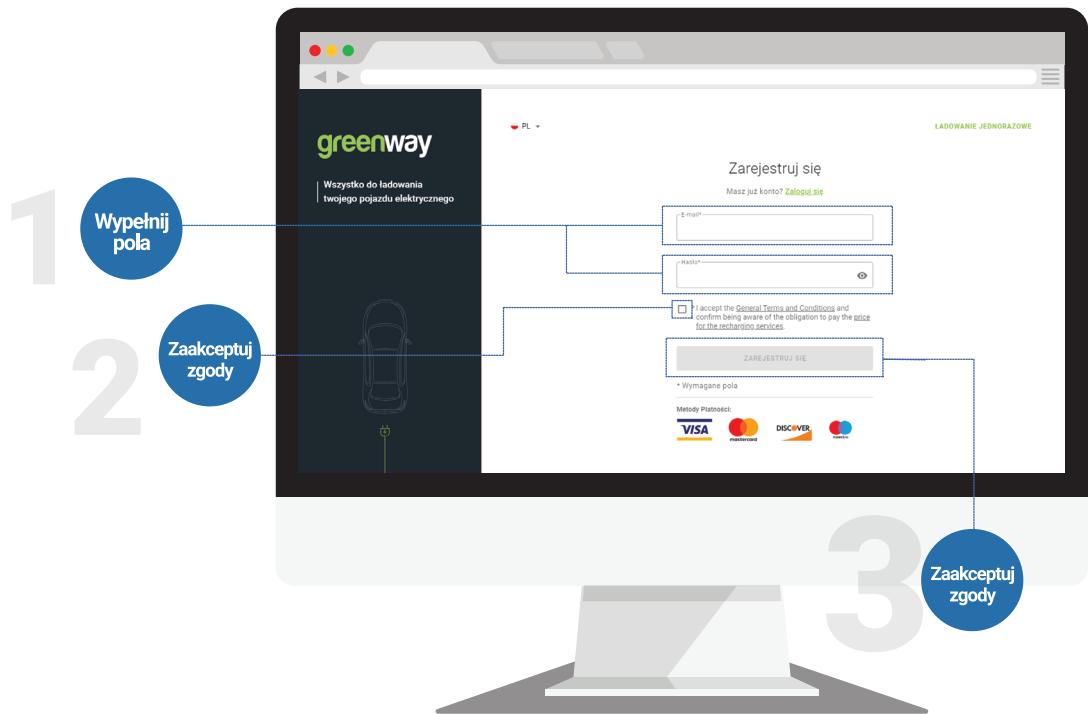 greenway
Wszystko do ładowania
twojego pojazdu elektrycznego
PL
ŁADOWANIE JEDNORAZOWE
Zarejestruj się
Masz już konto? Zaloguj się
E-mail*
Hasło*
* I accept the General Terms and Conditions and
confirm being aware of the obligation to pay the price
for the recharging services.
ZAREJESTRUJ SIĘ
* Wymagane pola
Metody Płatności:
VISA
mastercard
DISCOVER
maestro
1
Wypełnij
pola
2
Zaakceptuj
zgody
3
Zaakceptuj
zgody